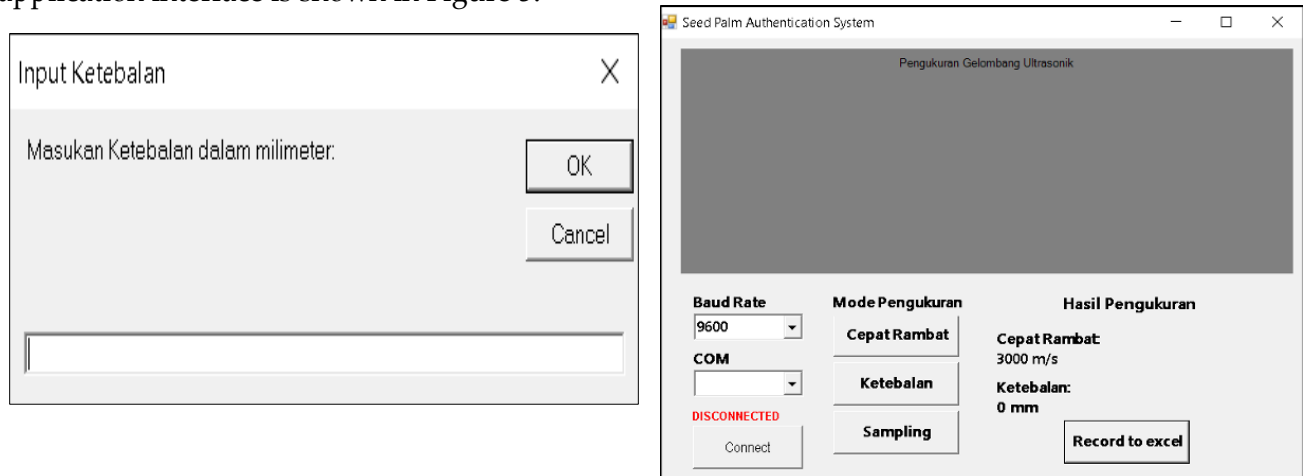 application interface is shown in Figure
Input Ketebalan
Masukan Ketebalan dalam milimeter:
OK
Cancel
Seed Palm Authentication System
Pengukuran Gelombang Ultrasonik
Baud Rate
9600
COM
DISCONNECTED
Connect
Mode Pengukuran
Cepat Rambat
Ketebalan
Sampling
Hasil Pengukuran
Cepat Rambat:
3000 m/s
Ketebalan:
0 mm
Record to excel